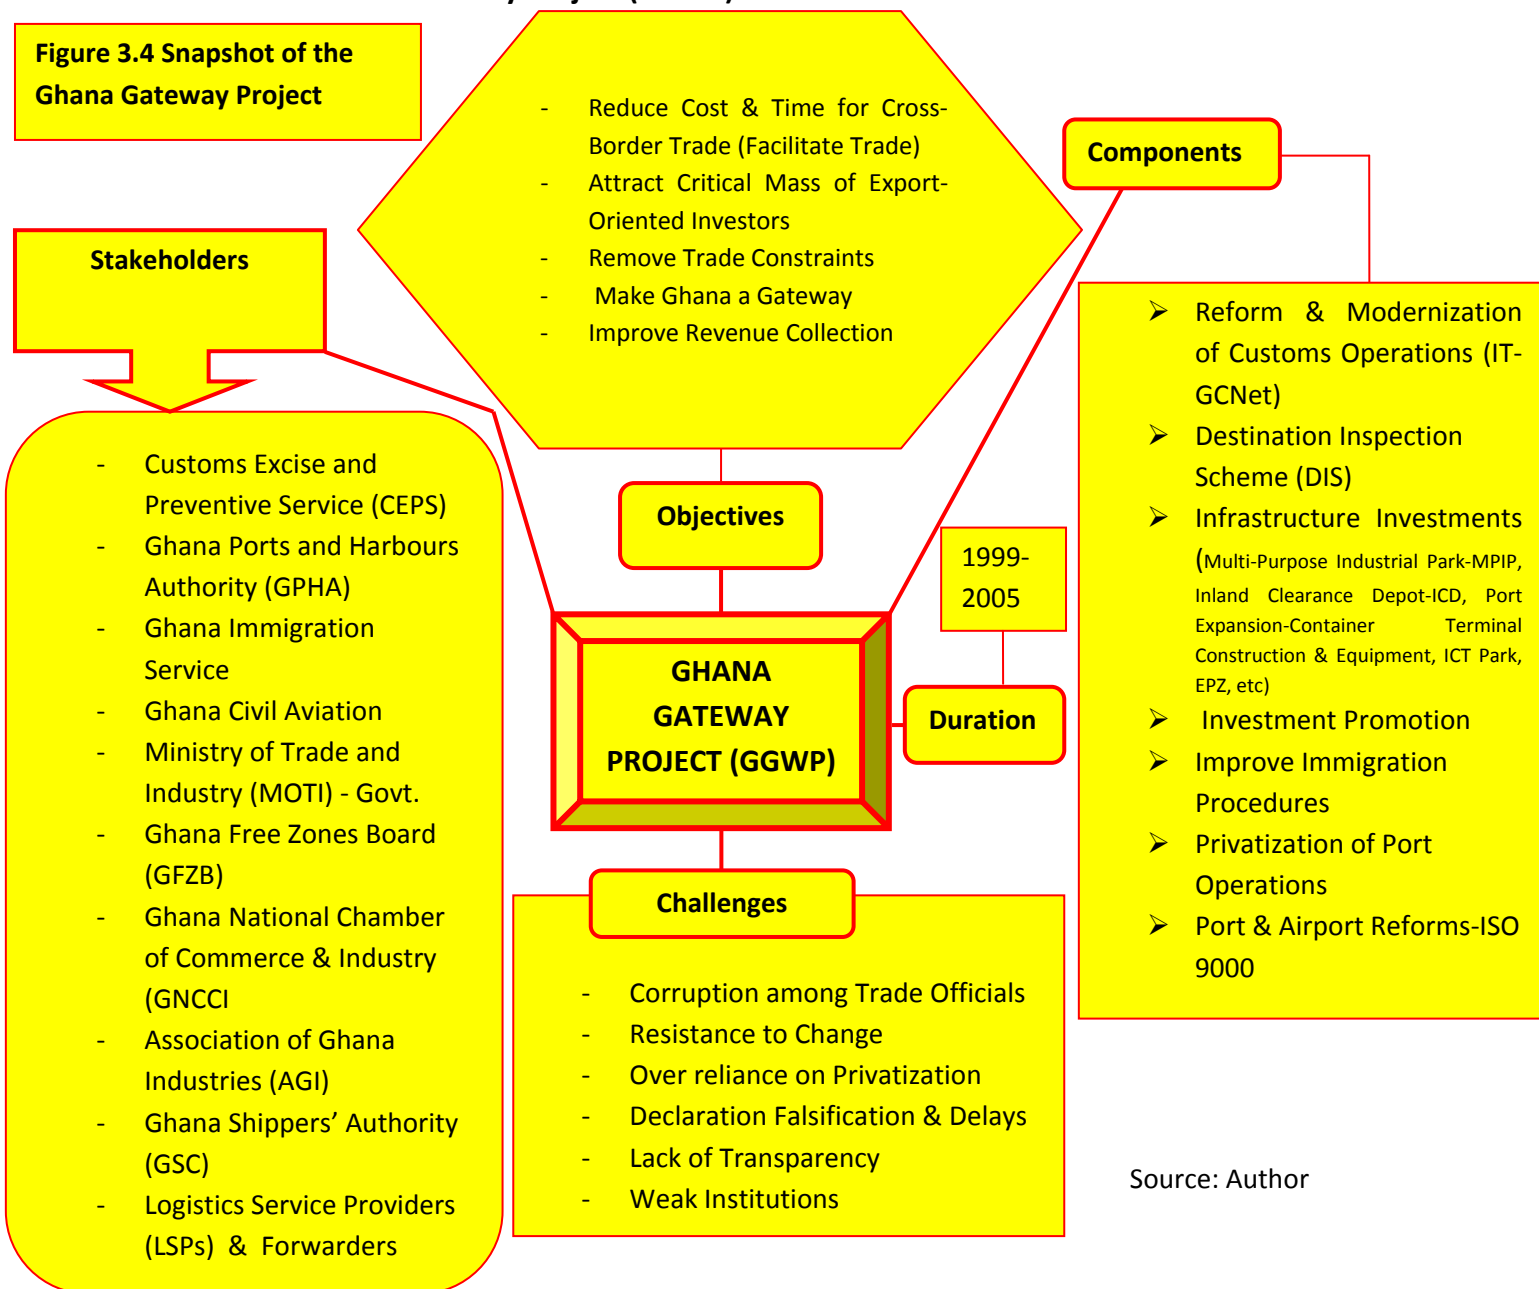 Figure 3.4 Snapshot of the
Ghana Gateway Project
- Reduce Cost & Time for Cross-
Border Trade (Facilitate Trade)
- Attract Critical Mass of Export-
Oriented Investors
- Remove Trade Constraints
- Make Ghana a Gateway
- Improve Revenue Collection
Components
Stakeholders
➢ Reform & Modernization
of Customs Operations (IT-
GCNet)
➢ Destination Inspection
Scheme (DIS)
➢ Infrastructure Investments
(Multi-Purpose Industrial Park-MPIP,
Inland Clearance Depot-ICD, Port
Expansion-Container Terminal
Construction & Equipment, ICT Park,
EPZ, etc)
➢ Investment Promotion
➢ Improve Immigration
Procedures
➢ Privatization of Port
Operations
➢ Port & Airport Reforms-ISO
9000
- Customs Excise and
Preventive Service (CEPS)
- Ghana Ports and Harbours
Authority (GPHA)
- Ghana Immigration
Service
- Ghana Civil Aviation
- Ministry of Trade and
Industry (MOTI) - Govt.
- Ghana Free Zones Board
(GFZB)
- Ghana National Chamber
of Commerce & Industry
(GNCCI
- Association of Ghana
Industries (AGI)
- Ghana Shippers’ Authority
(GSC)
- Logistics Service Providers
(LSPs) & Forwarders
Objectives
1999-
2005
GHANA
GATEWAY
PROJECT (GGWP)
Duration
Challenges
- Corruption among Trade Officials
- Resistance to Change
- Over reliance on Privatization
- Declaration Falsification & Delays
- Lack of Transparency
- Weak Institutions
Source: Author